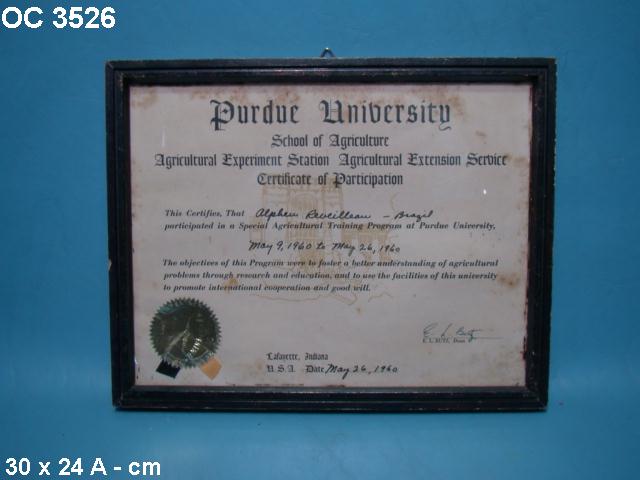 OC 3526
Purdue University
School of Agriculture
Agricultural Experiment Station Agricultural Extension Service
Certificate of Participation
This Certifies, That Alpheu Reveilleau - Brazil
participated in a Special Agricultural Training Program at Purdue University,
May 9, 1960 to May 26, 1960
The objectives of this Program were to foster a better understanding of agricultural
problems through research and education, and to use the facilities of this university
to promote international cooperation and good will.
E. L. Butz
E. L. BUTZ, Dean
Lafayette, Indiana
U.S.A. Date May 26, 1960
30 x 24 A - cm